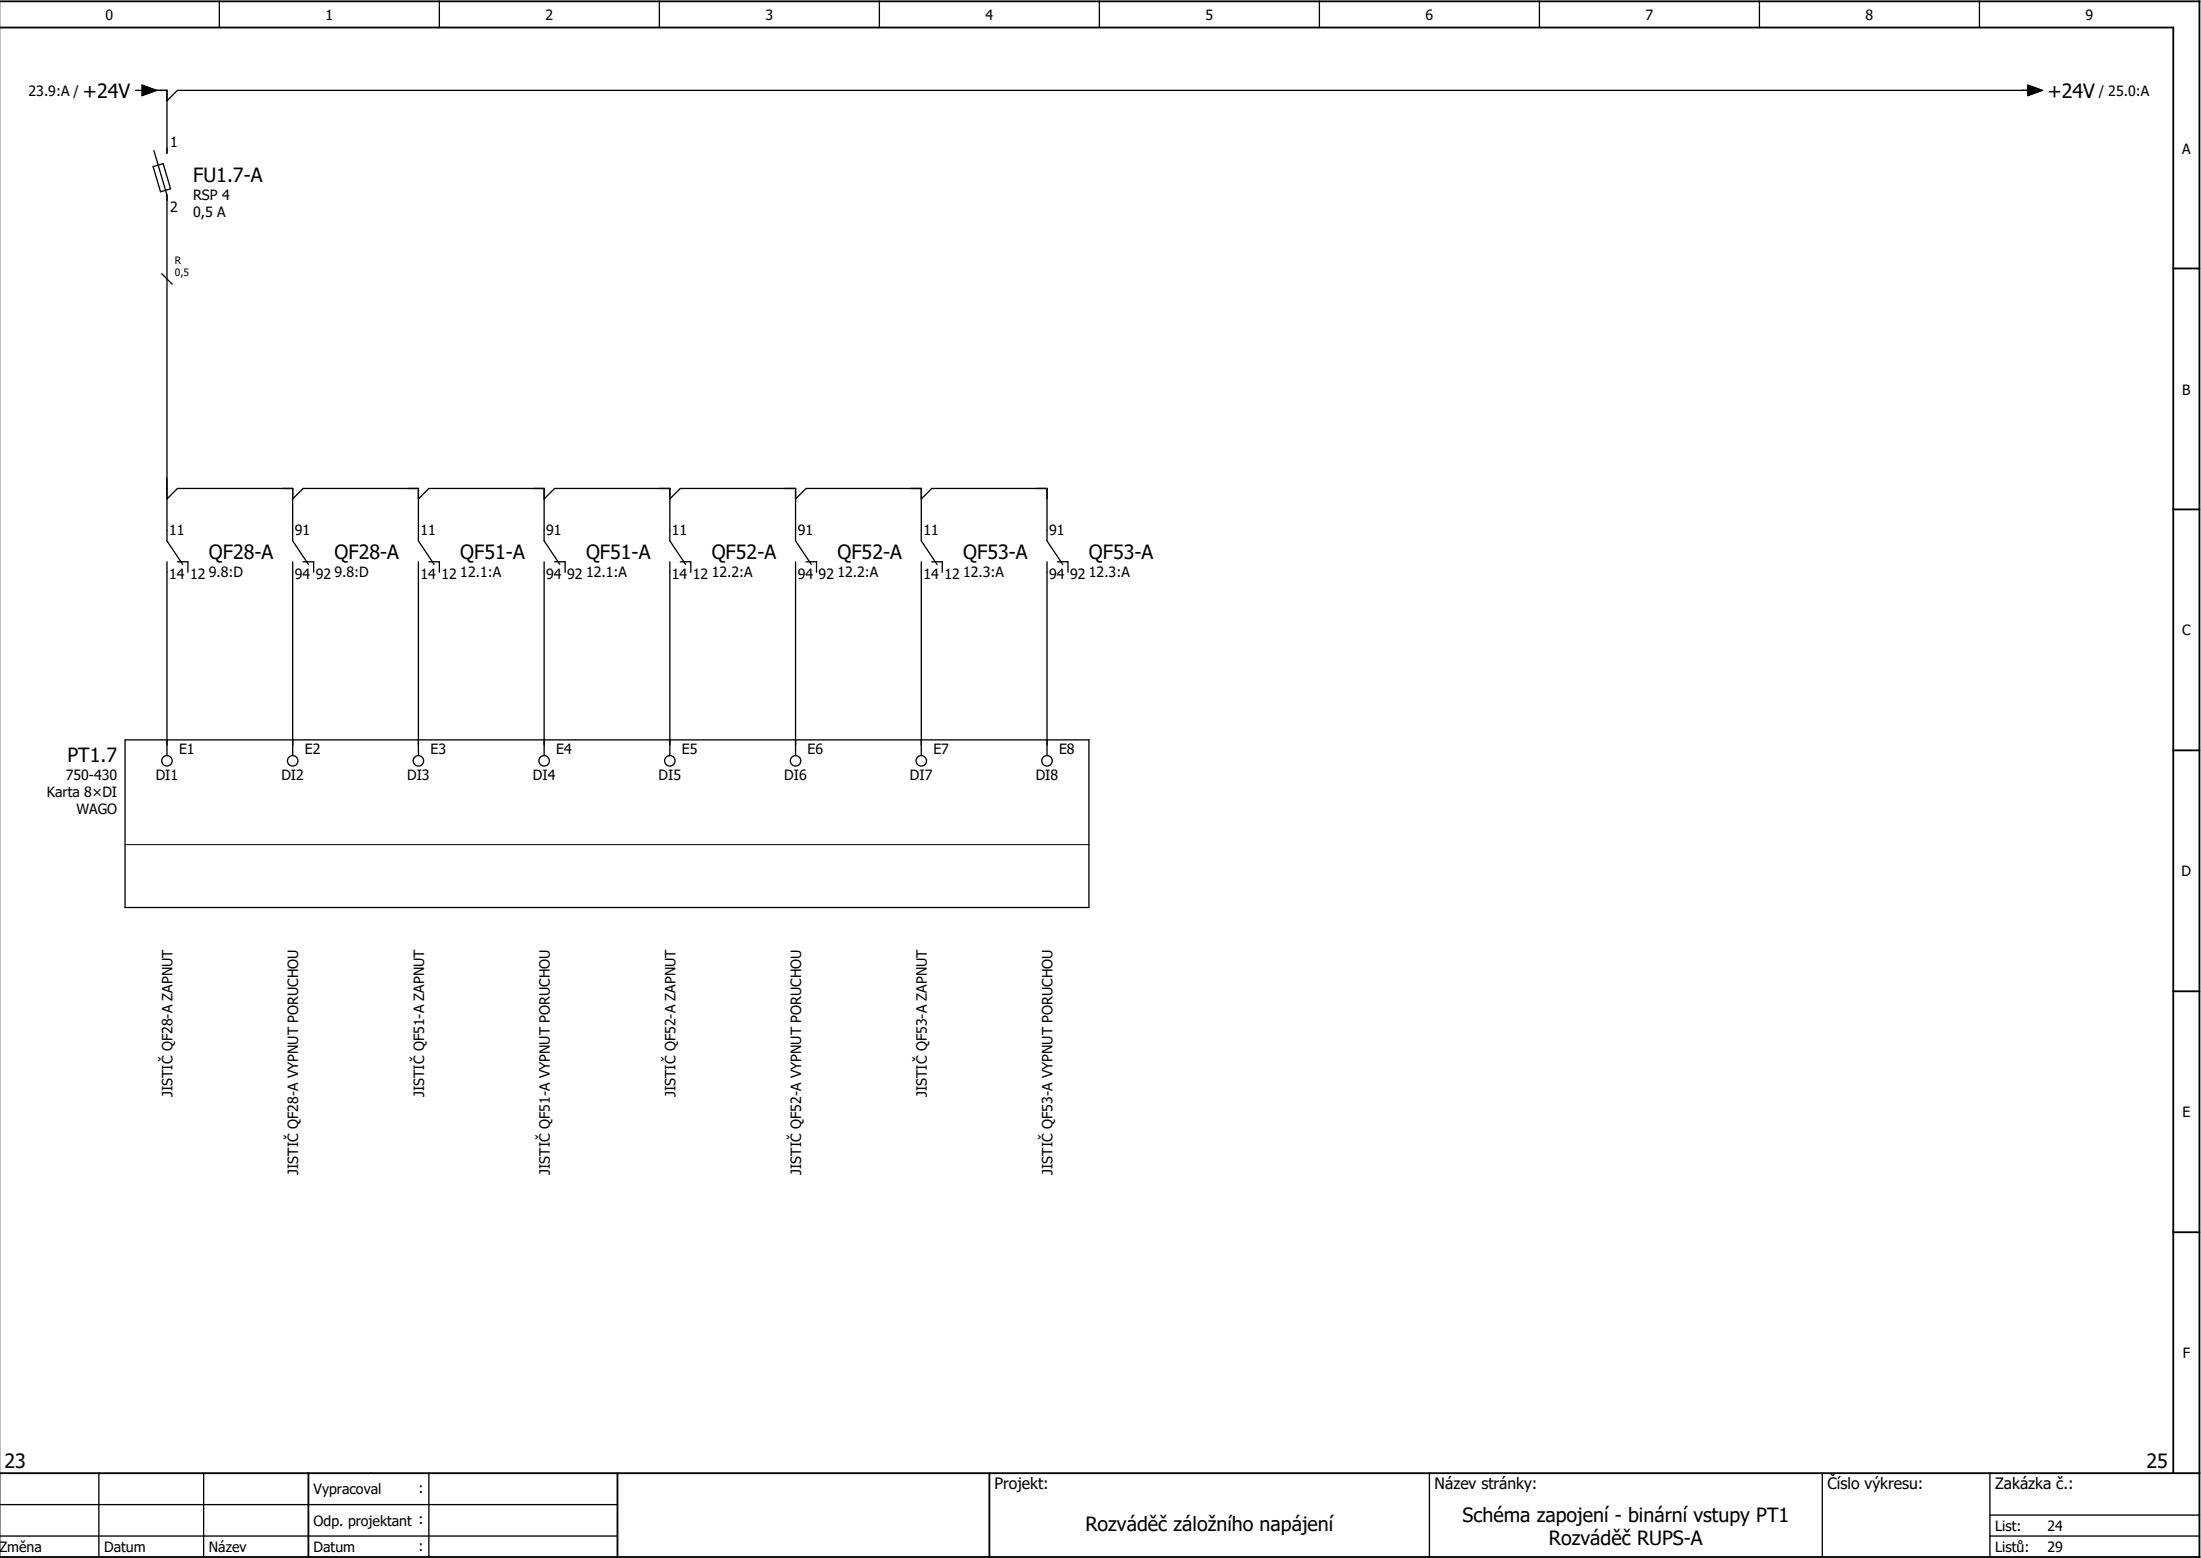 0 1 2 3 4 5 6 7 8 9
23.9:A / +24V
+24V / 25.0:A
1
A
FU1.7-A
RSP 4
2
0,5 A
R
0,5
B
11 91 11 91 11 91 11 91
QF28-A QF28-A QF51-A QF51-A QF52-A QF52-A QF53-A QF53-A
14 12 9.8:D 94 92 9.8:D 14 12 12.1:A 94 92 12.1:A 14 12 12.2:A 94 92 12.2:A 14 12 12.3:A 94 92 12.3:A
C
E1 E2 E3 E4 E5 E6 E7 E8
PT1.7
DI1 DI2 DI3 DI4 DI5 DI6 DI7 DI8
750-430
Karta 8×DI
WAGO
D
JISTIČ QF28-A ZAPNUT
JISTIČ QF28-A VYPNUT PORUCHOU
JISTIČ QF51-A ZAPNUT
JISTIČ QF51-A VYPNUT PORUCHOU
JISTIČ QF52-A ZAPNUT
JISTIČ QF52-A VYPNUT PORUCHOU
JISTIČ QF53-A ZAPNUT
JISTIČ QF53-A VYPNUT PORUCHOU
E
F
23
25
Vypracoval :
Odp. projektant :
Změna Datum Název Datum :
Projekt:
Rozváděč záložního napájení
Název stránky:
Schéma zapojení - binární vstupy PT1
Rozváděč RUPS-A
Číslo výkresu:
Zakázka č.:
List: 24
Listů: 29